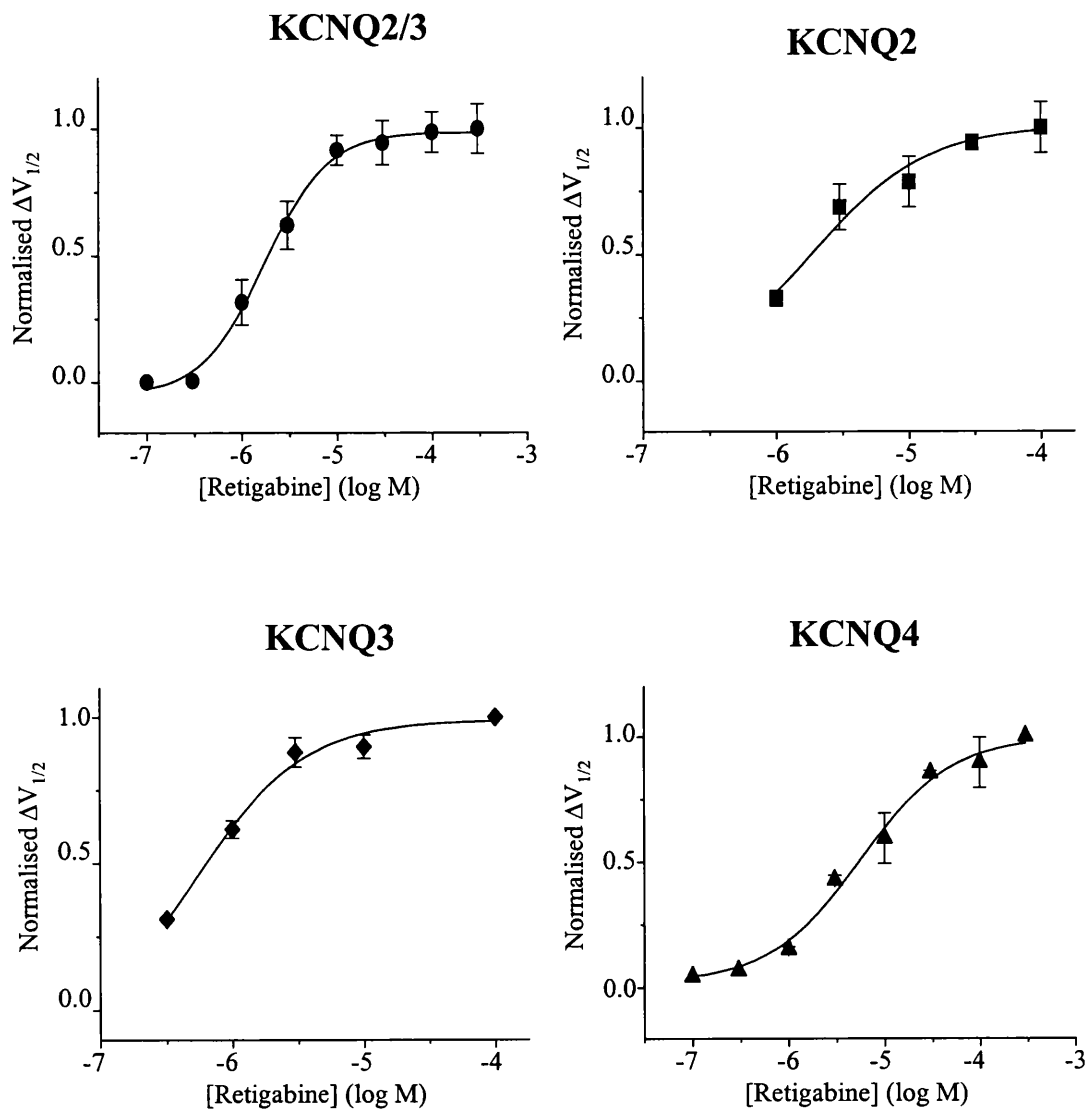 KCNQ2/3
1.0
0.5
0.0
Normalised ΔV1/2
-7 -6 -5 -4 -3
[Retigabine] (log M)
KCNQ2
1.0
0.5
0.0
Normalised ΔV1/2
-7 -6 -5 -4
[Retigabine] (log M)
KCNQ3
1.0
0.5
0.0
Normalised ΔV1/2
-7 -6 -5 -4
[Retigabine] (log M)
KCNQ4
1.0
0.5
0.0
Normalised ΔV1/2
-7 -6 -5 -4 -3
[Retigabine] (log M)